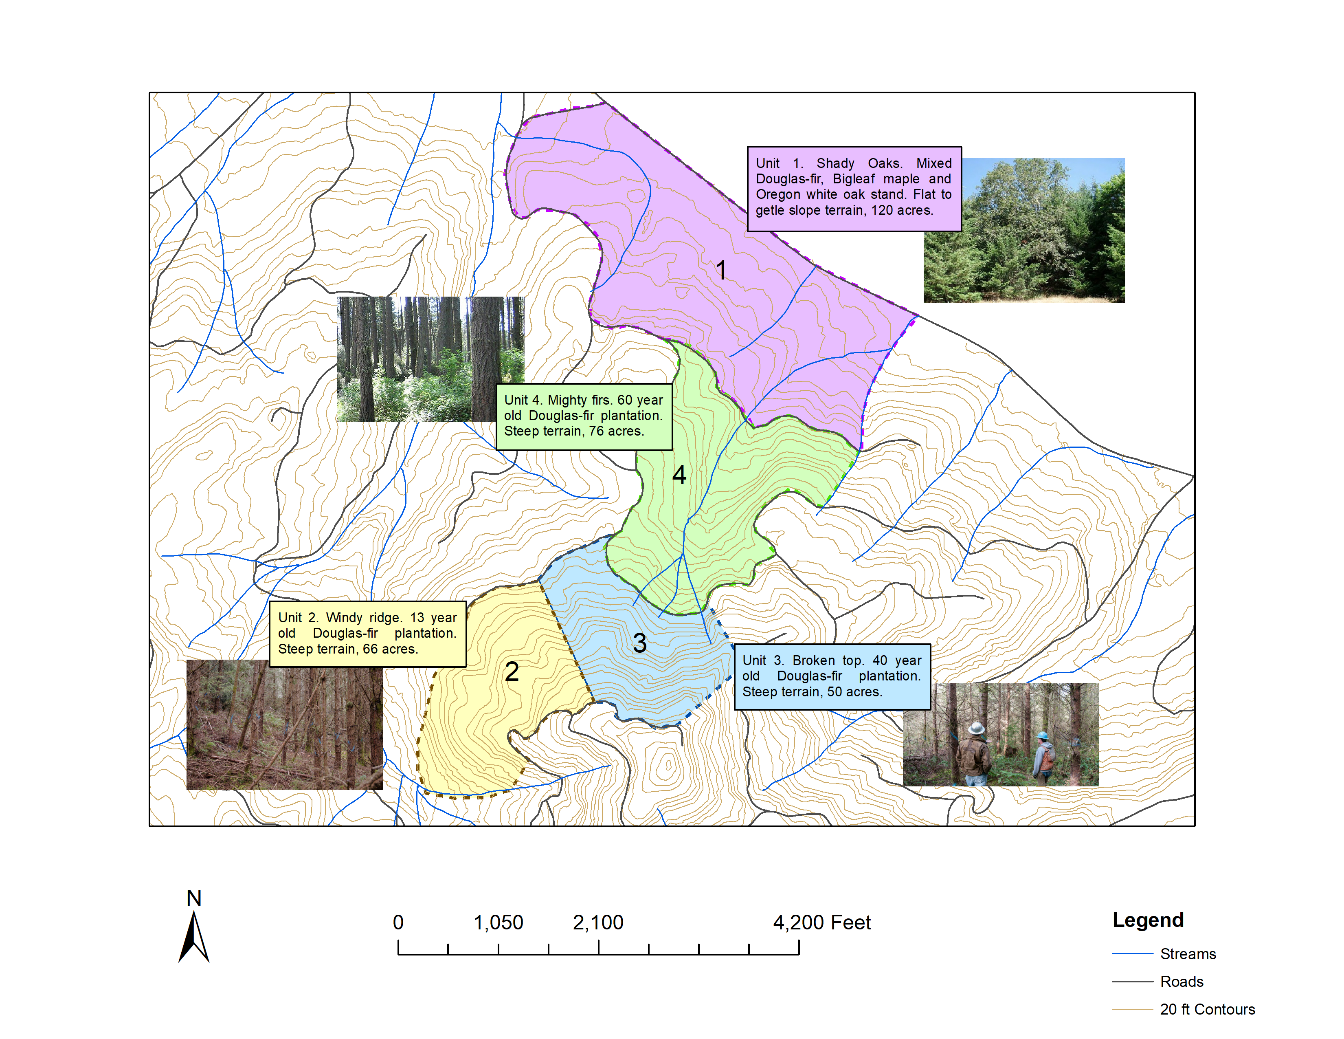 Unit 1. Shady Oaks. Mixed
Douglas-fir, Bigleaf maple and
Oregon white oak stand. Flat to
getle slope terrain, 120 acres.
1
Unit 4. Mighty firs. 60 year
old Douglas-fir plantation.
Steep terrain, 76 acres.
4
Unit 2. Windy ridge. 13 year
old Douglas-fir plantation.
Steep terrain, 66 acres.
3
2
Unit 3. Broken top. 40 year
old Douglas-fir plantation.
Steep terrain, 50 acres.
N
0 1,050 2,100 4,200 Feet
Legend
Streams
Roads
20 ft Contours